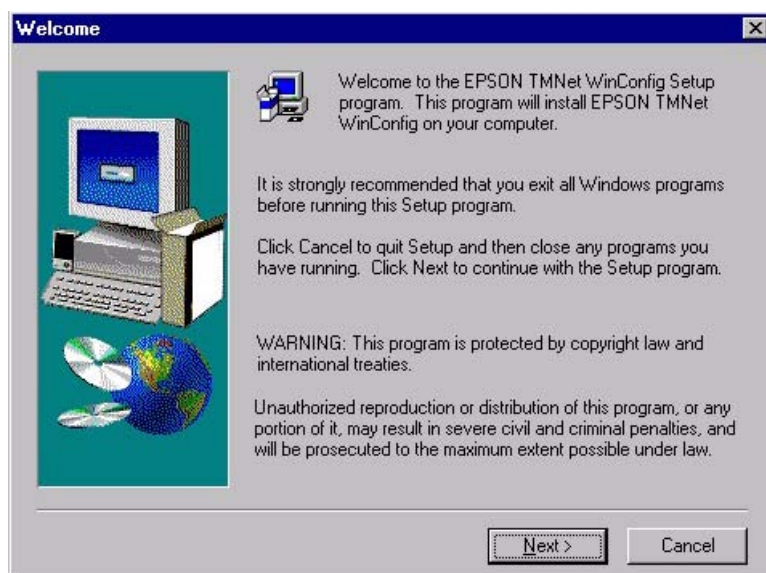 Welcome
Welcome to the EPSON TMNet WinConfig Setup
program. This program will install EPSON TMNet
WinConfig on your computer.
It is strongly recommended that you exit all Windows programs
before running this Setup program.
Click Cancel to quit Setup and then close any programs you
have running. Click Next to continue with the Setup program.
WARNING: This program is protected by copyright law and
international treaties.
Unauthorized reproduction or distribution of this program, or any
portion of it, may result in severe civil and criminal penalties, and
will be prosecuted to the maximum extent possible under law.
Next >
Cancel